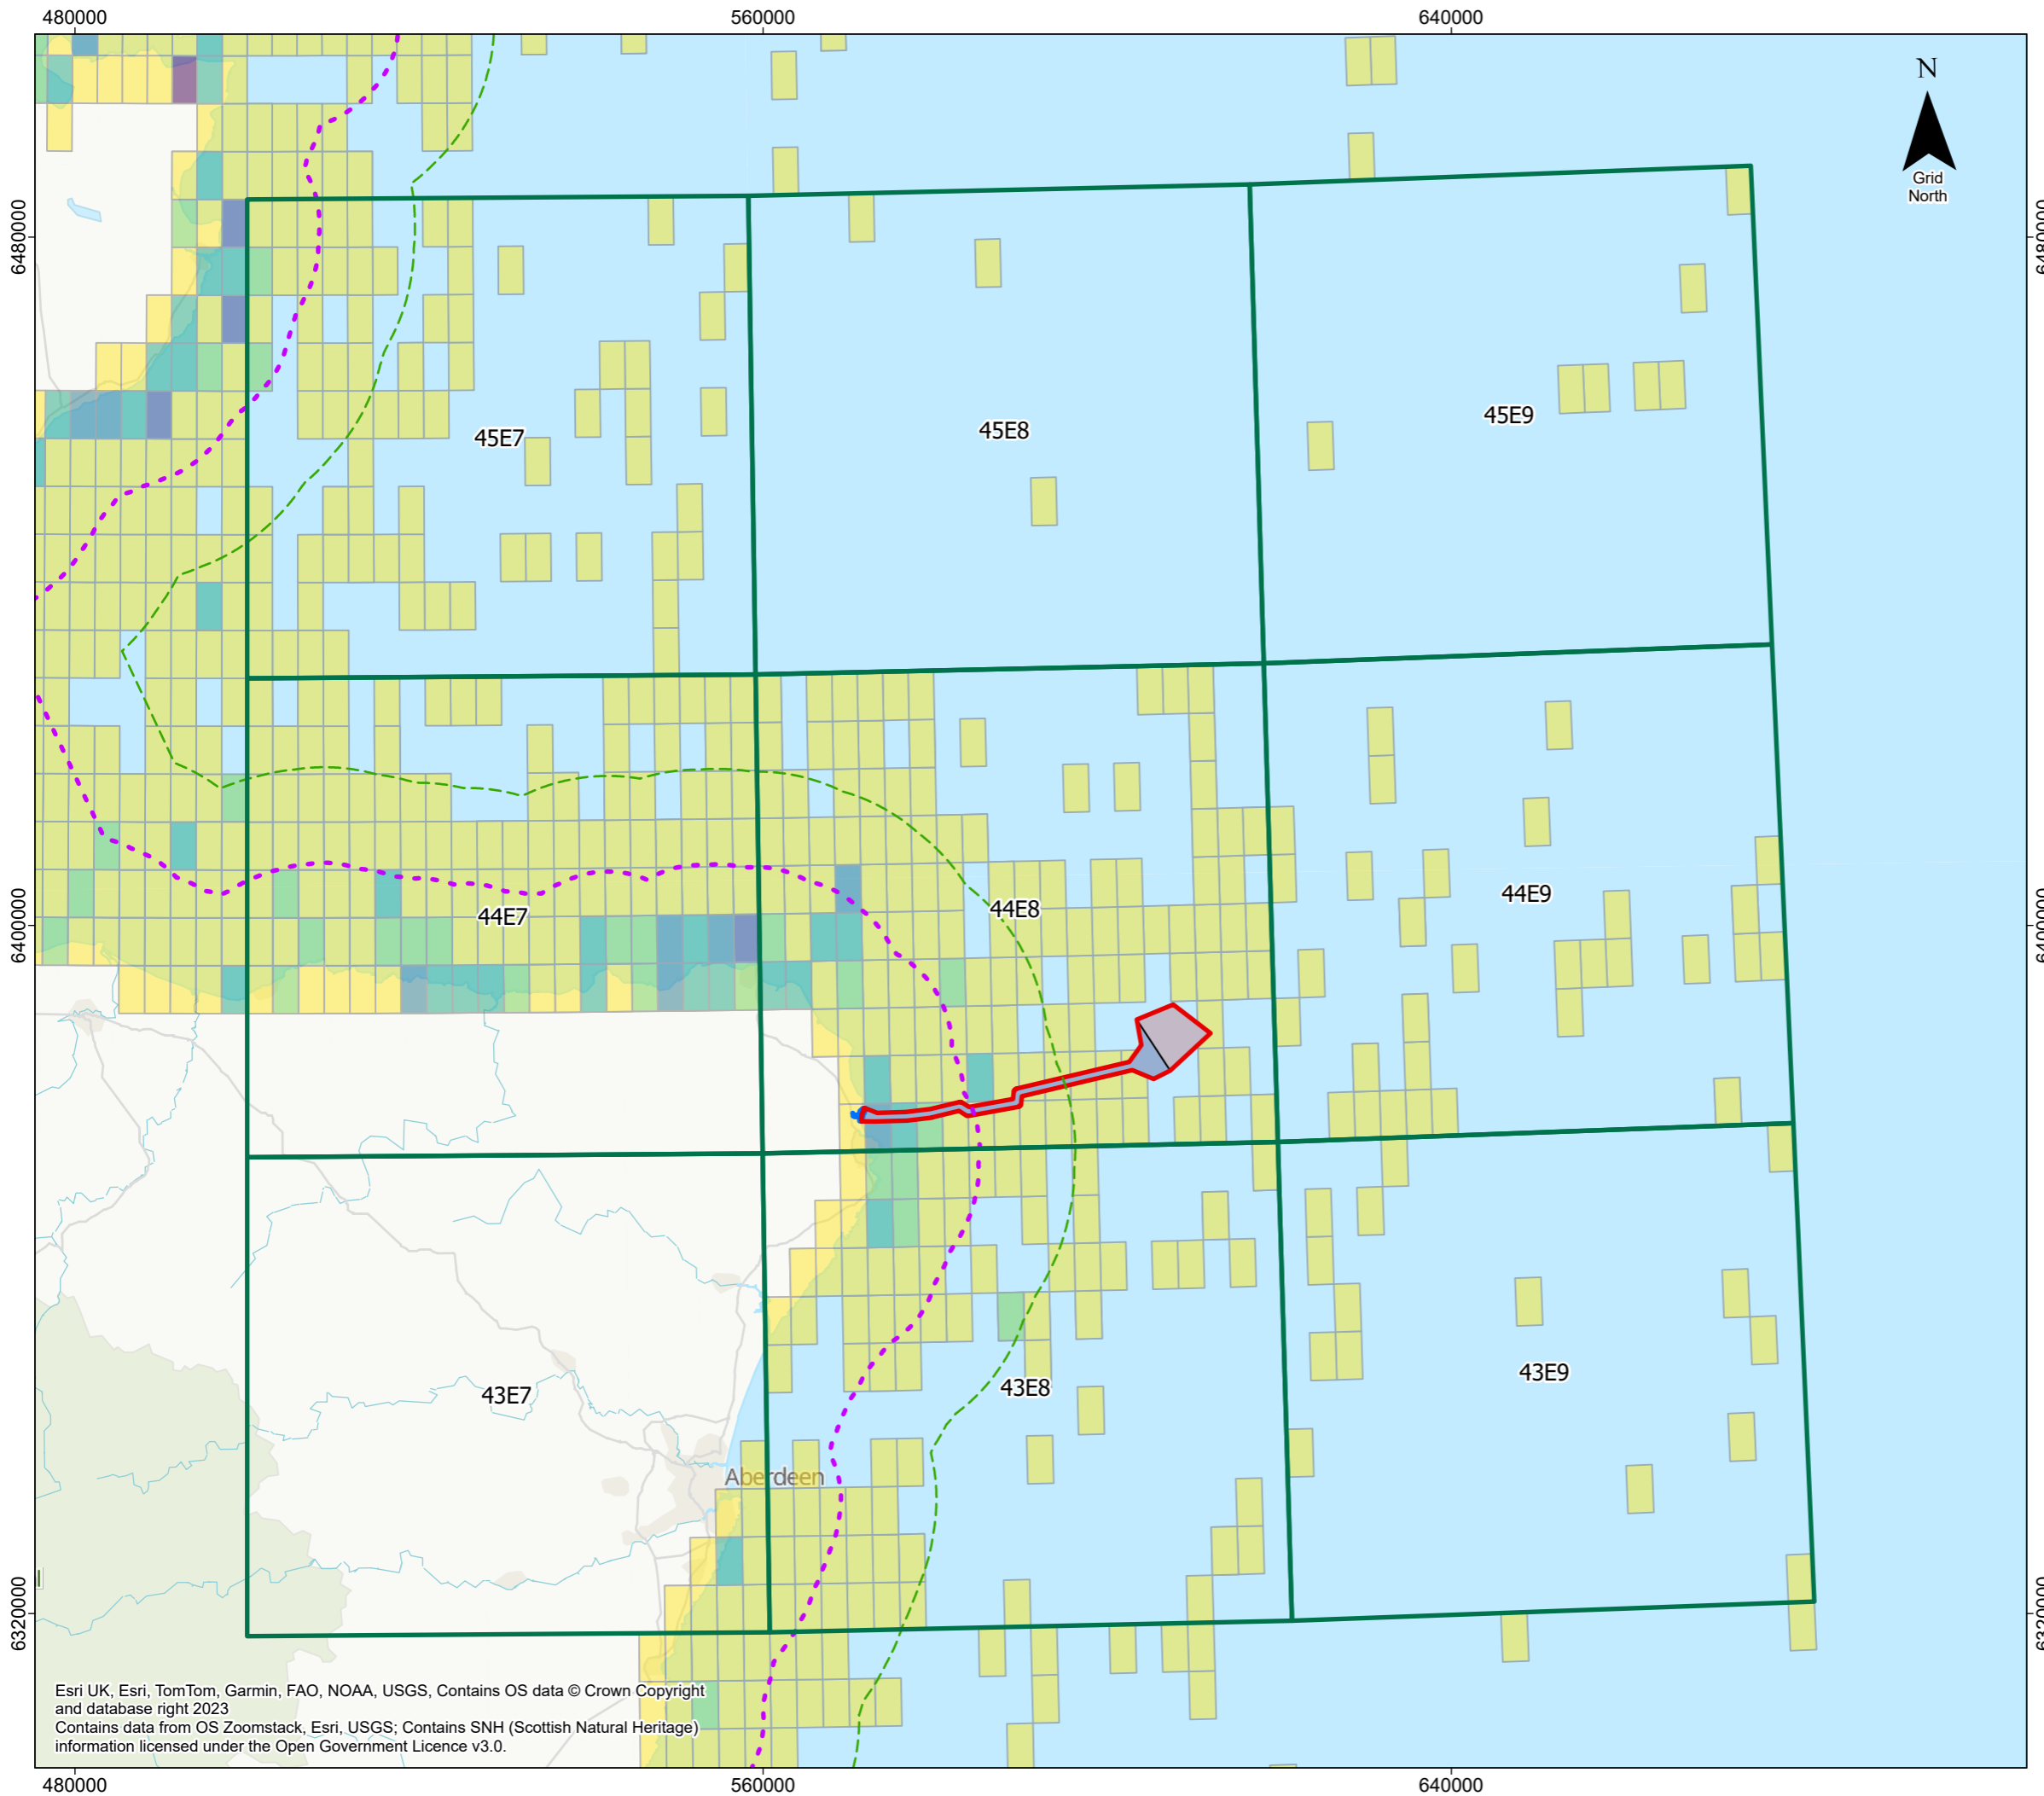 480000
560000
640000
N
Grid
North
6480000
6480000
45E7
45E8
45E9
44E7
44E8
44E9
6400000
6400000
43E7
43E8
43E9
Aberdeen
6320000
6320000
Esri UK, Esri, TomTom, Garmin, FAO, NOAA, USGS, Contains OS data © Crown Copyright
and database right 2023
Contains data from OS Zoomstack, Esri, USGS; Contains SNH (Scottish Natural Heritage)
information licensed under the Open Government Licence v3.0.
480000
560000
640000